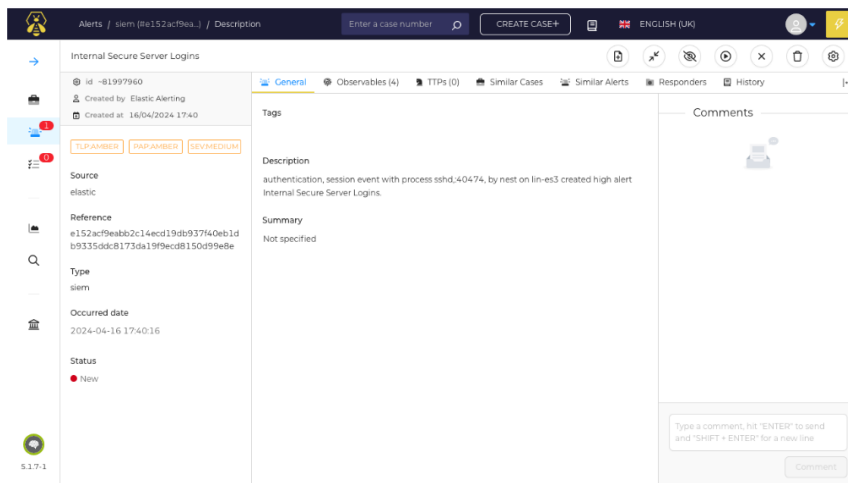 Alerts / siem (#e152acf9ea...) / Description
Enter a case number
CREATE CASE+
ENGLISH (UK)
Internal Secure Server Logins
id ~81997960
Created by Elastic Alerting
Created at 16/04/2024 17:40
General
Observables (4)
TTPs (0)
Similar Cases
Similar Alerts
Responders
History
1
0
TLP:AMBER
PAP:AMBER
SEV:MEDIUM
Source
elastic
Reference
e152acf9eabb2c14ecd19db937f40eb1d
b9335ddc8173da19f9ecd8150d99e8e
Type
siem
Occurred date
2024-04-16 17:40:16
Status
New
Tags
Description
authentication, session event with process sshd,:40474, by nest on lin-es3 created high alert
Internal Secure Server Logins.
Summary
Not specified
Comments
Type a comment, hit "ENTER" to send
and "SHIFT + ENTER" for a new line
Comment
5.1.7-1